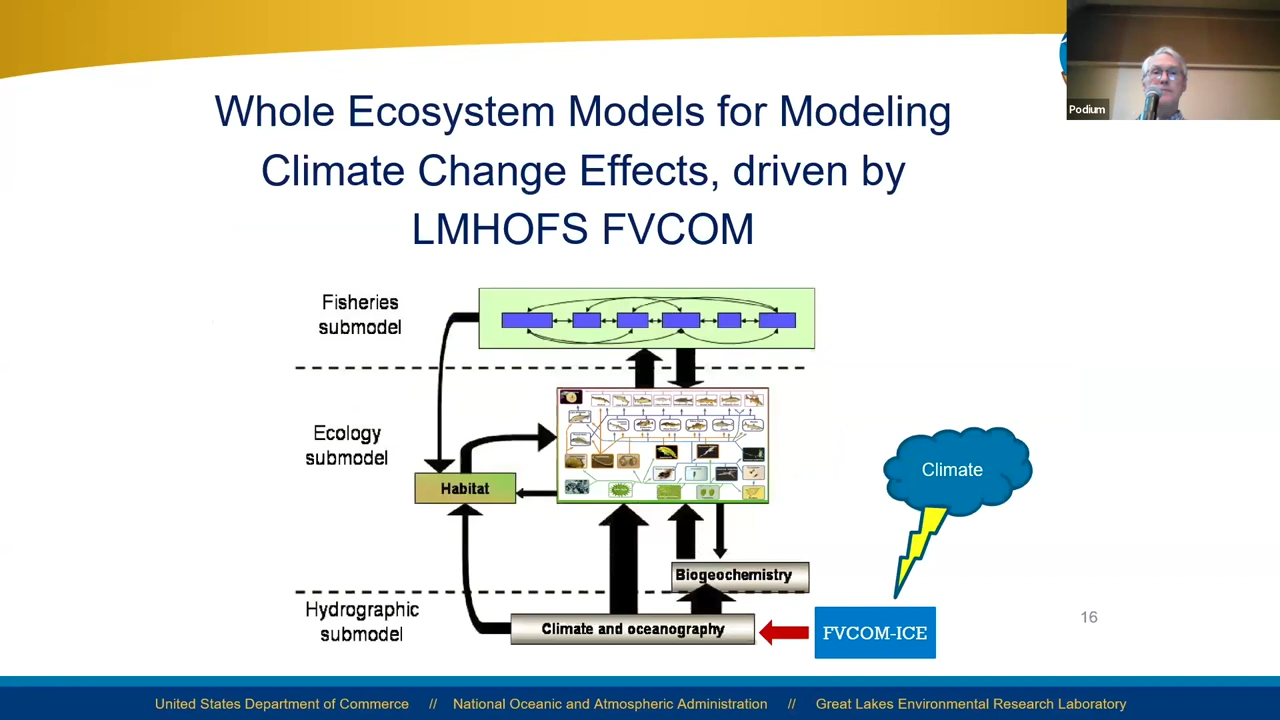 Podium
Whole Ecosystem Models for Modeling
Climate Change Effects, driven by
LMHOFS FVCOM
Fisheries
submodel
Ecology
submodel
Habitat
Climate
Biogeochemistry
Hydrographic
submodel
Climate and oceanography
FVCOM-ICE
16
United States Department of Commerce // National Oceanic and Atmospheric Administration // Great Lakes Environmental Research Laboratory